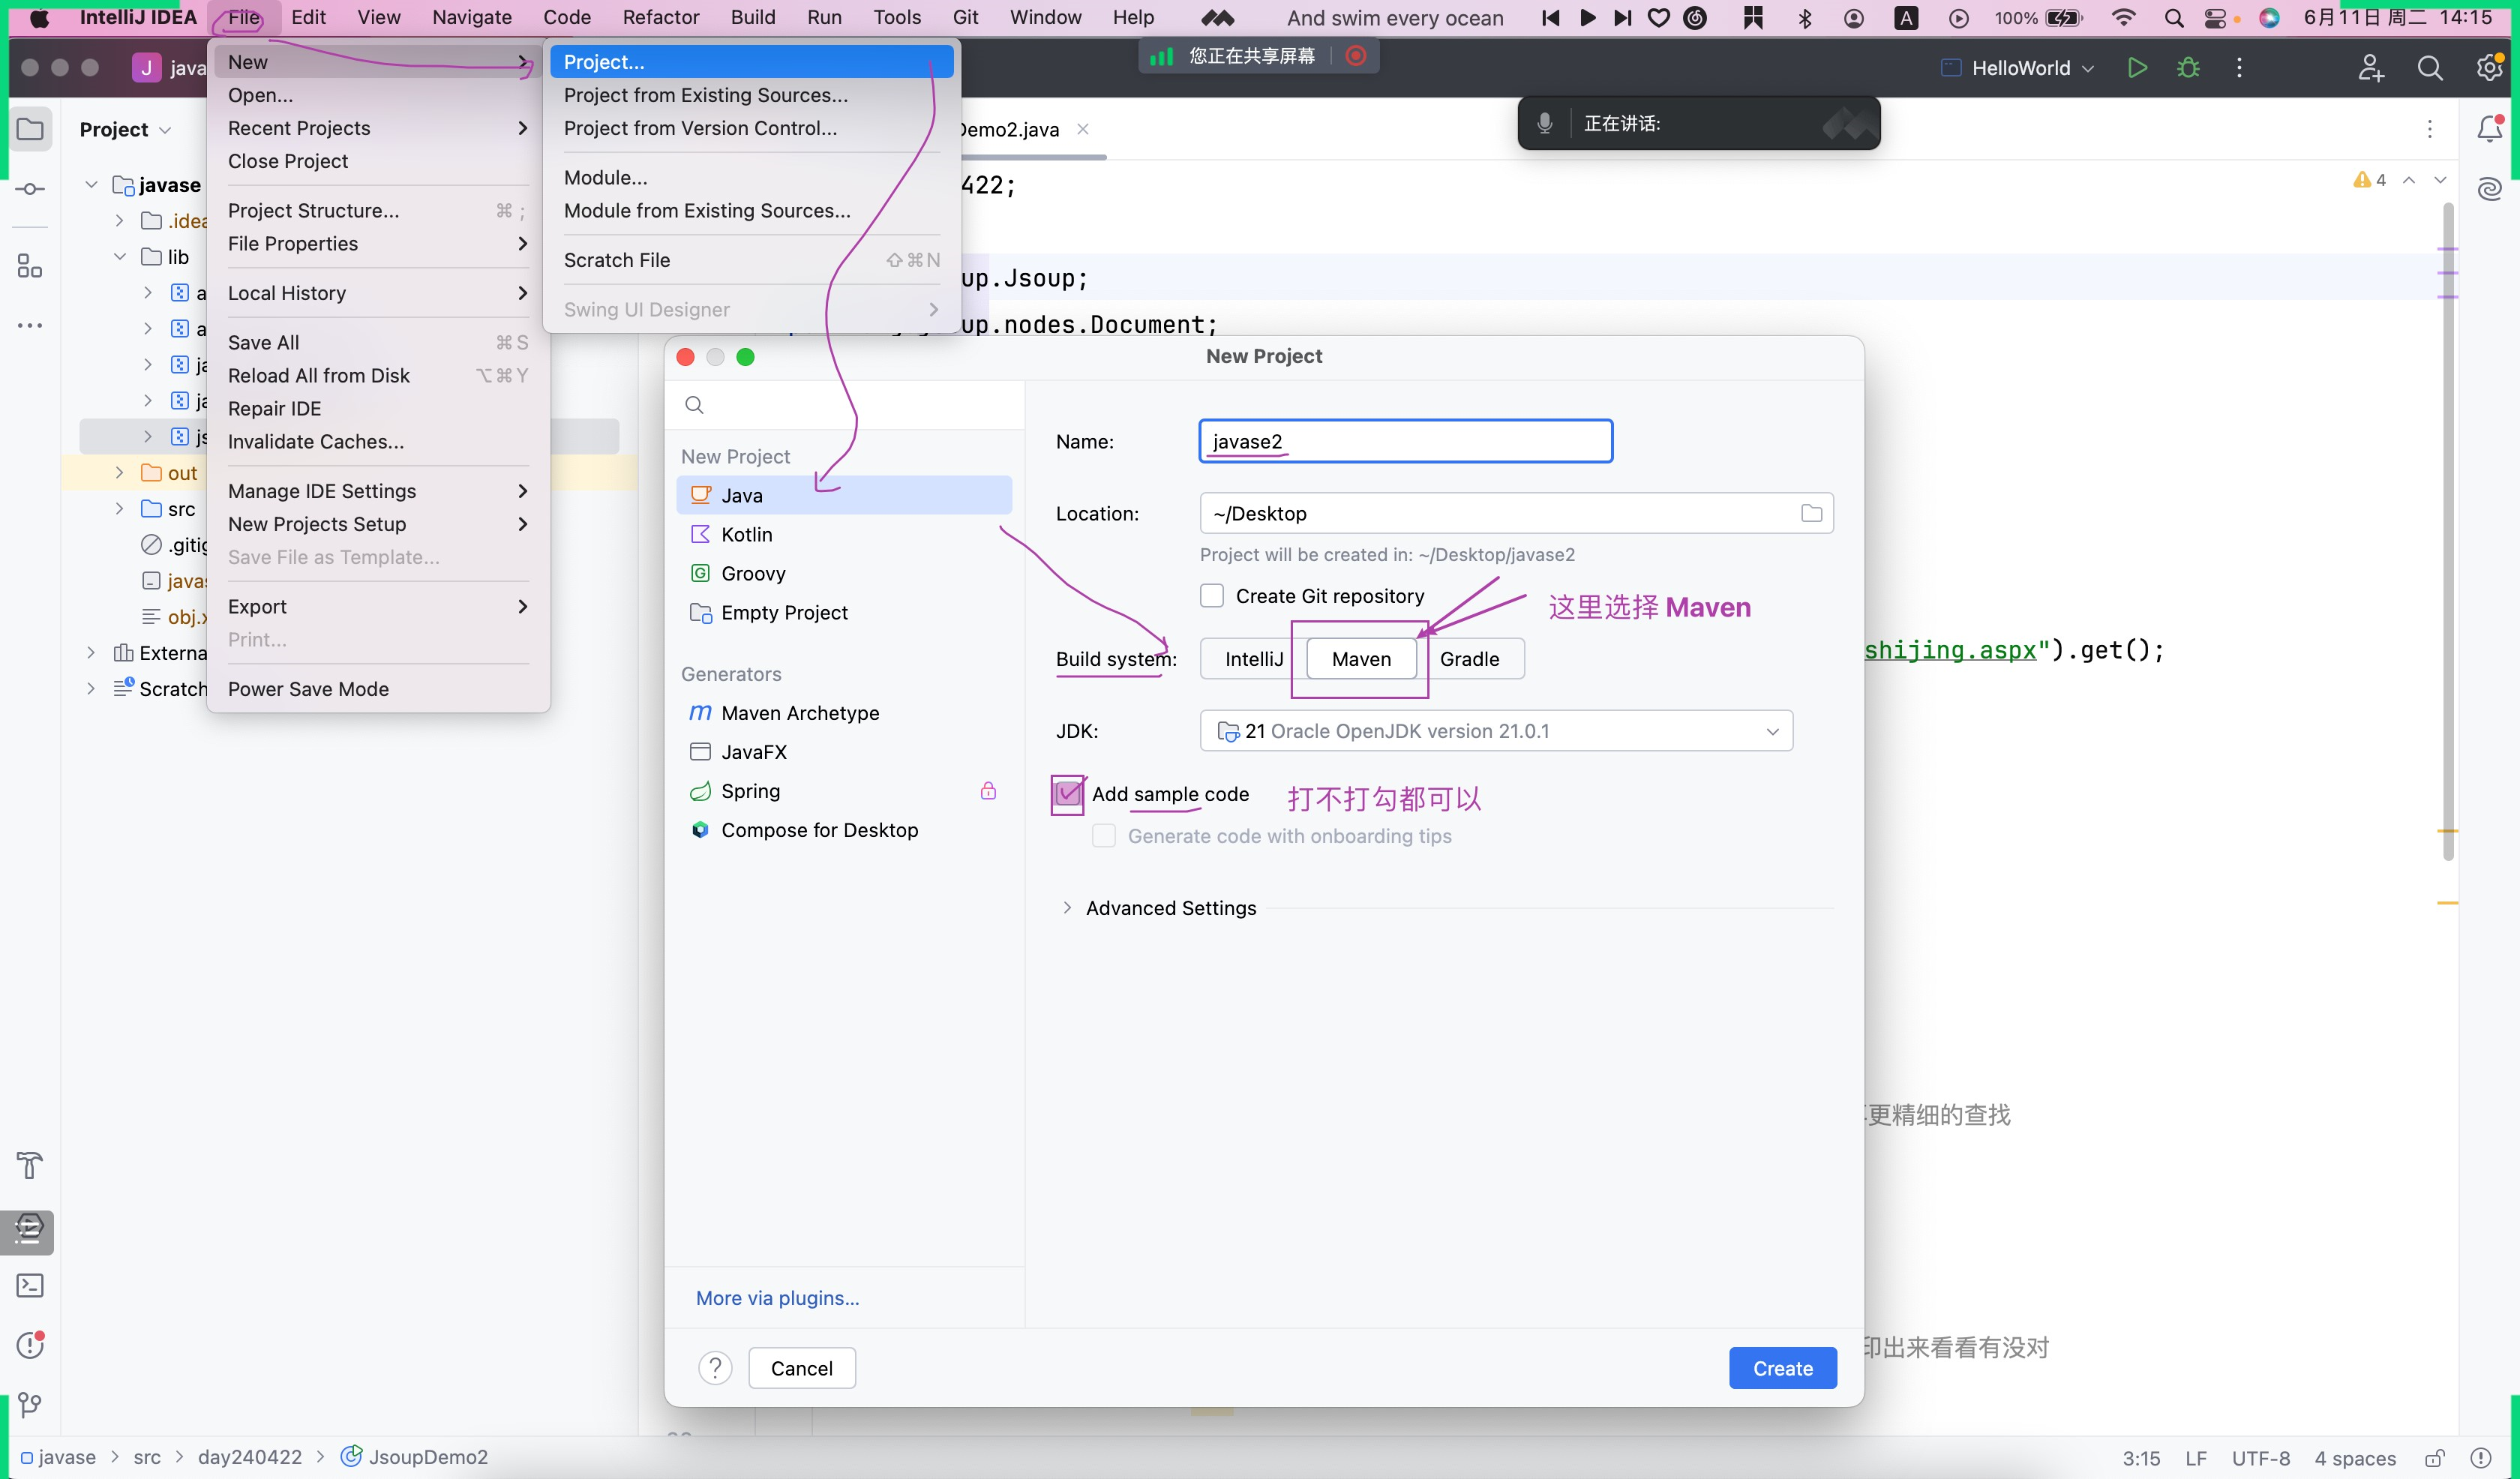 IntelliJ IDEA File Edit View Navigate Code Refactor Build Run Tools Git Window Help And swim every ocean A 100% 6月11日 周二 14:15
您正在共享屏幕
J java
HelloWorld
正在讲话:
Project
Demo2.java
javase
.idea
lib
out
src
Scratch
New
Open...
Recent Projects
Close Project
Project Structure... ⌘ ;
File Properties
Local History
Save All ⌘ S
Reload All from Disk ⌥ ⌘ Y
Repair IDE
Invalidate Caches...
Manage IDE Settings
New Projects Setup
Save File as Template...
Export
Print...
Power Save Mode
Project...
Project from Existing Sources...
Project from Version Control...
Module...
Module from Existing Sources...
Scratch File ⇧⌘N
Swing UI Designer
422;
up.Jsoup;
up.nodes.Document;
4
shijing.aspx").get();
更精细的查找
印出来看看有没对
New Project
New Project
Java
Kotlin
Groovy
Empty Project
Generators
Maven Archetype
JavaFX
Spring
Compose for Desktop
More via plugins...
Name: javase2
Location: ~/Desktop
Project will be created in: ~/Desktop/javase2
Create Git repository
这里选择 Maven
Build system: IntelliJ Maven Gradle
JDK: 21 Oracle OpenJDK version 21.0.1
Add sample code 打不打勾都可以
Generate code with onboarding tips
Advanced Settings
? Cancel Create
javase > src > day240422 > JsoupDemo2 3:15 LF UTF-8 4 spaces